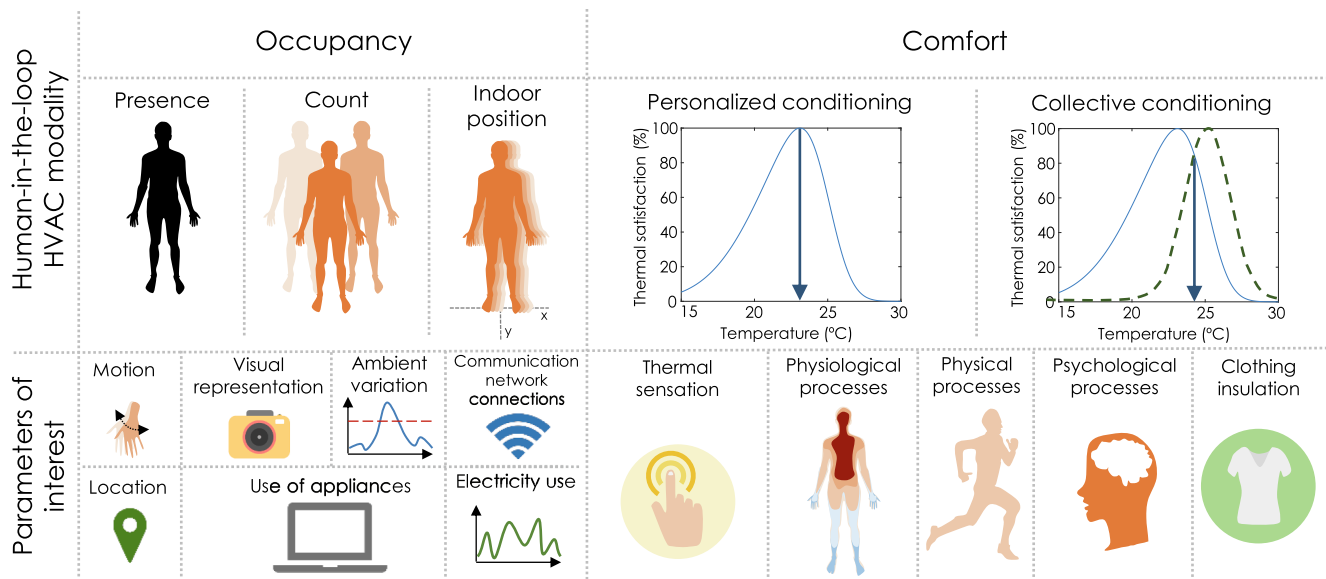 Human-in-the-loop
HVAC modality
Occupancy
Comfort
Presence
Count
Indoor
position
x
y
Personalized conditioning
Thermal satisfaction (%)
100
80
60
40
20
0
15
20
25
30
Temperature (ºC)
Collective conditioning
Thermal satisfaction (%)
100
80
60
40
20
0
15
20
25
30
Temperature (ºC)
Parameters of
interest
Motion
Visual
representation
Ambient
variation
Communication
network
connections
Location
Use of appliances
Electricity use
Thermal
sensation
Physiological
processes
Physical
processes
Psychological
processes
Clothing
insulation